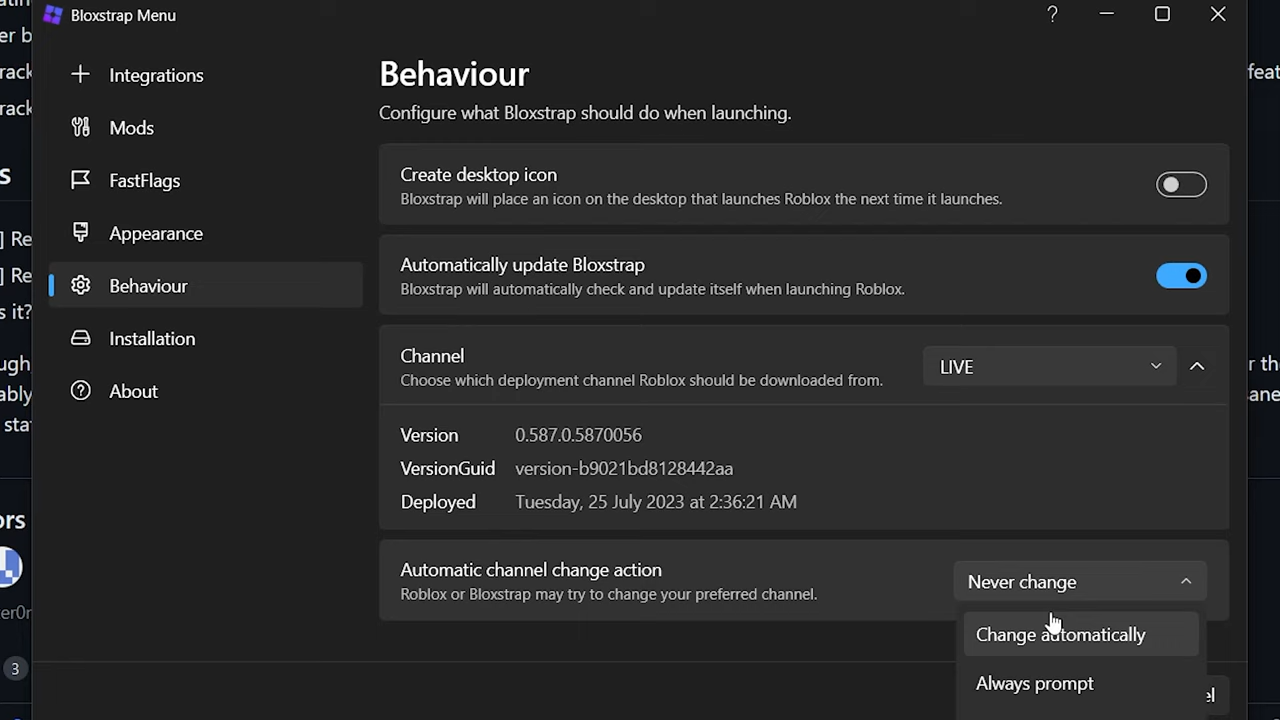 Bloxstrap Menu
Integrations
Mods
FastFlags
Appearance
Behaviour
Installation
About
Behaviour
Configure what Bloxstrap should do when launching.
Create desktop icon
Bloxstrap will place an icon on the desktop that launches Roblox the next time it launches.
Automatically update Bloxstrap
Bloxstrap will automatically check and update itself when launching Roblox.
Channel
Choose which deployment channel Roblox should be downloaded from.
LIVE
Version 0.587.0.5870056
VersionGuid version-b9021bd8128442aa
Deployed Tuesday, 25 July 2023 at 2:36:21 AM
Automatic channel change action
Roblox or Bloxstrap may try to change your preferred channel.
Never change
Change automatically
Always prompt
3